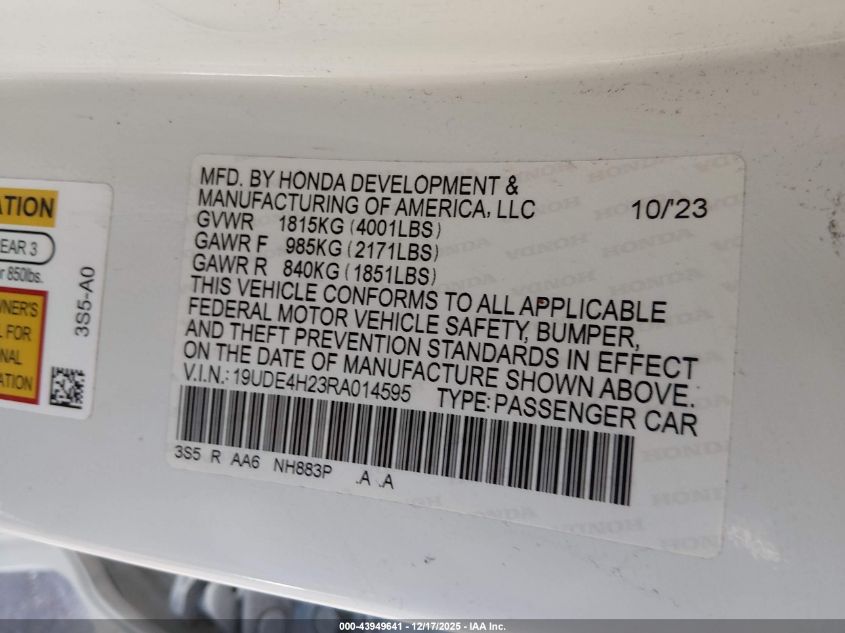 ATION
EAR 3
r 850lbs.
WNER'S
L FOR
NAL
ATION
3S5-A0
MFD. BY HONDA DEVELOPMENT &
MANUFACTURING OF AMERICA, LLC 10/'23
GVWR 1815KG (4001LBS)
GAWR F 985KG (2171LBS)
GAWR R 840KG (1851LBS)
THIS VEHICLE CONFORMS TO ALL APPLICABLE
FEDERAL MOTOR VEHICLE SAFETY, BUMPER,
AND THEFT PREVENTION STANDARDS IN EFFECT
ON THE DATE OF MANUFACTURE SHOWN ABOVE.
V.I.N.: 19UDE4H23RA014595 TYPE: PASSENGER CAR
3S5 R AA6 NH883P .A .A
000-43949641 - 12/17/2025 - IAA Inc.